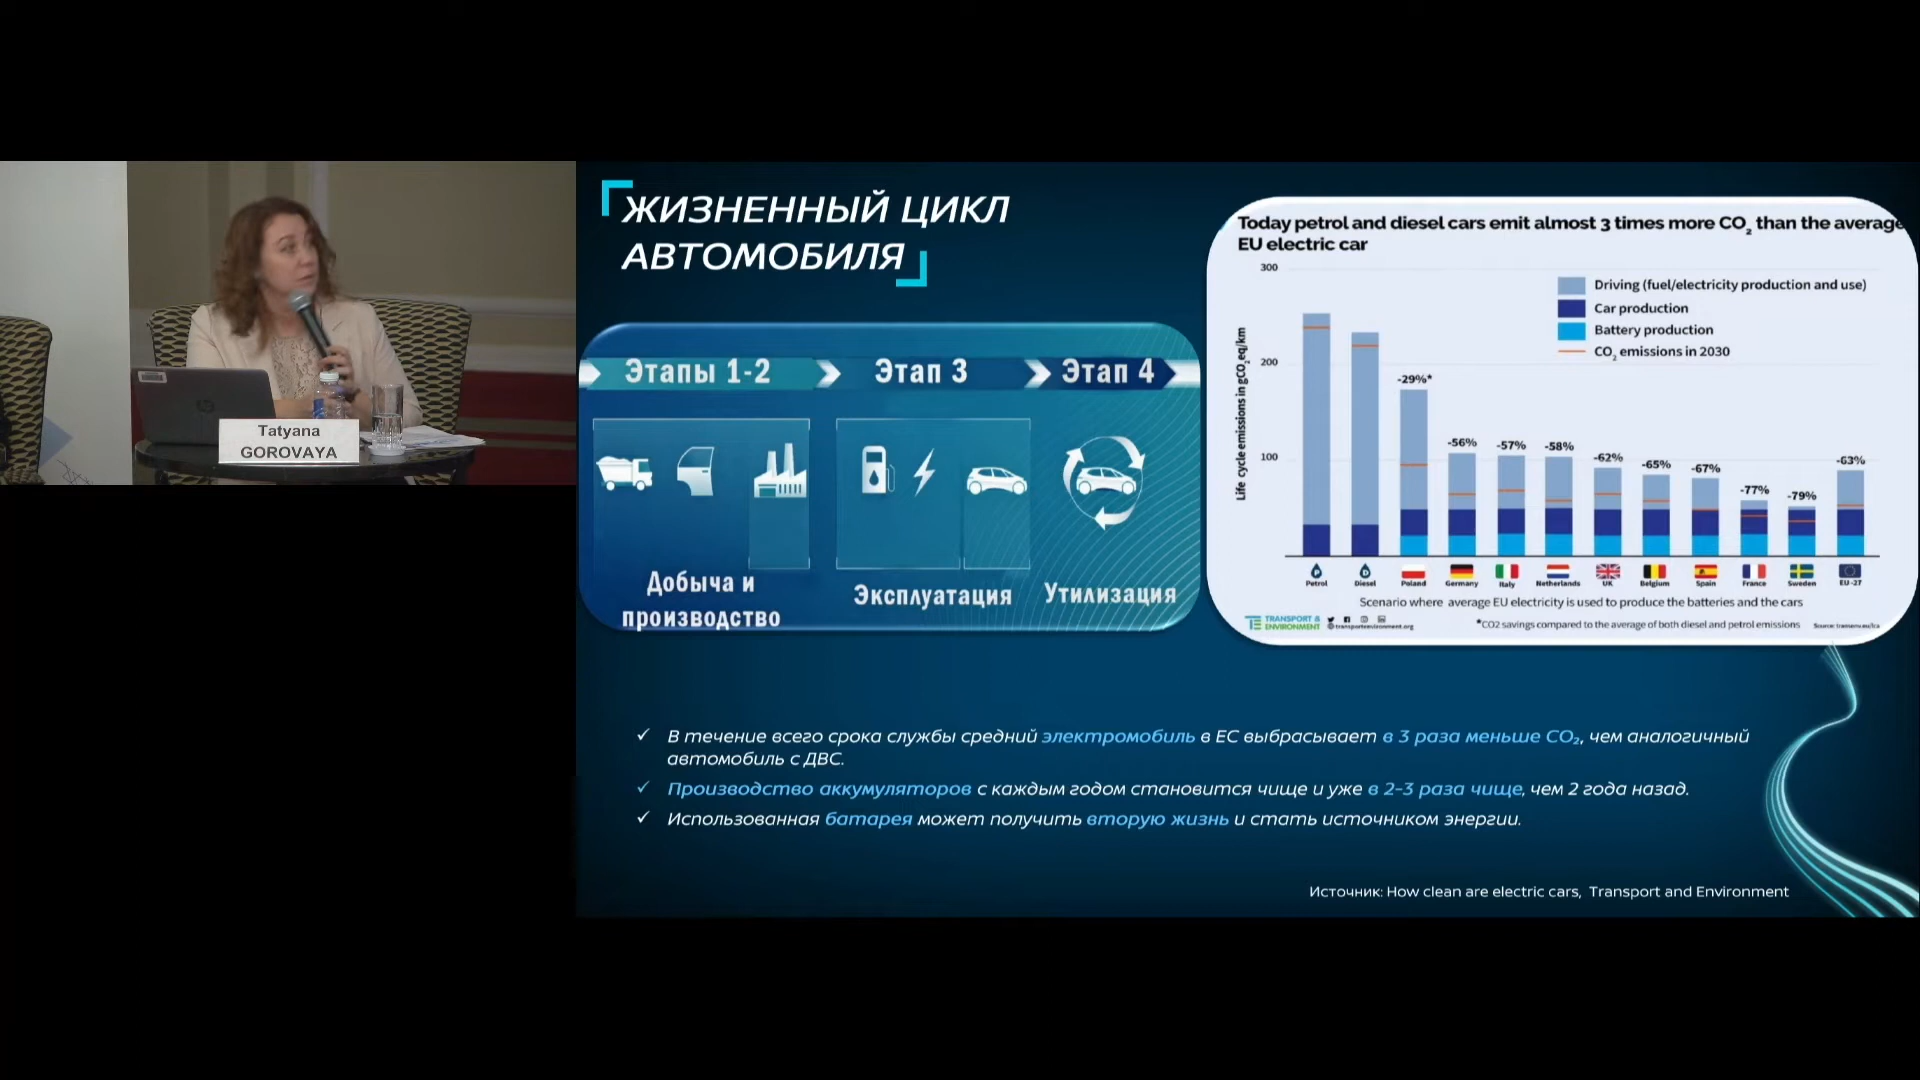 Tatyana
GOROVAYA
ЖИЗНЕННЫЙ ЦИКЛ
АВТОМОБИЛЯ
Этапы 1-2
Этап 3
Этап 4
Добыча и
производство
Эксплуатация
Утилизация
Today petrol and diesel cars emit almost 3 times more CO₂ than the average
EU electric car
Life cycle emissions in gCO₂eq/km
300
200
100
Driving (fuel/electricity production and use)
Car production
Battery production
CO₂ emissions in 2030
-29%*
-56%
-57%
-58%
-62%
-65%
-67%
-77%
-79%
-63%
Petrol
Diesel
Poland
Germany
Italy
Netherlands
UK
Belgium
Spain
France
Sweden
EU-27
Scenario where average EU electricity is used to produce the batteries and the cars
TRANSPORT &
ENVIRONMENT
*CO2 savings compared to the average of both diesel and petrol emissions
✓ В течение всего срока службы средний электромобиль в ЕС выбрасывает в 3 раза меньше CO₂, чем аналогичный
автомобиль с ДВС.
✓ Производство аккумуляторов с каждым годом становится чище и уже в 2-3 раза чище, чем 2 года назад.
✓ Использованная батарея может получить вторую жизнь и стать источником энергии.
Источник: How clean are electric cars, Transport and Environment